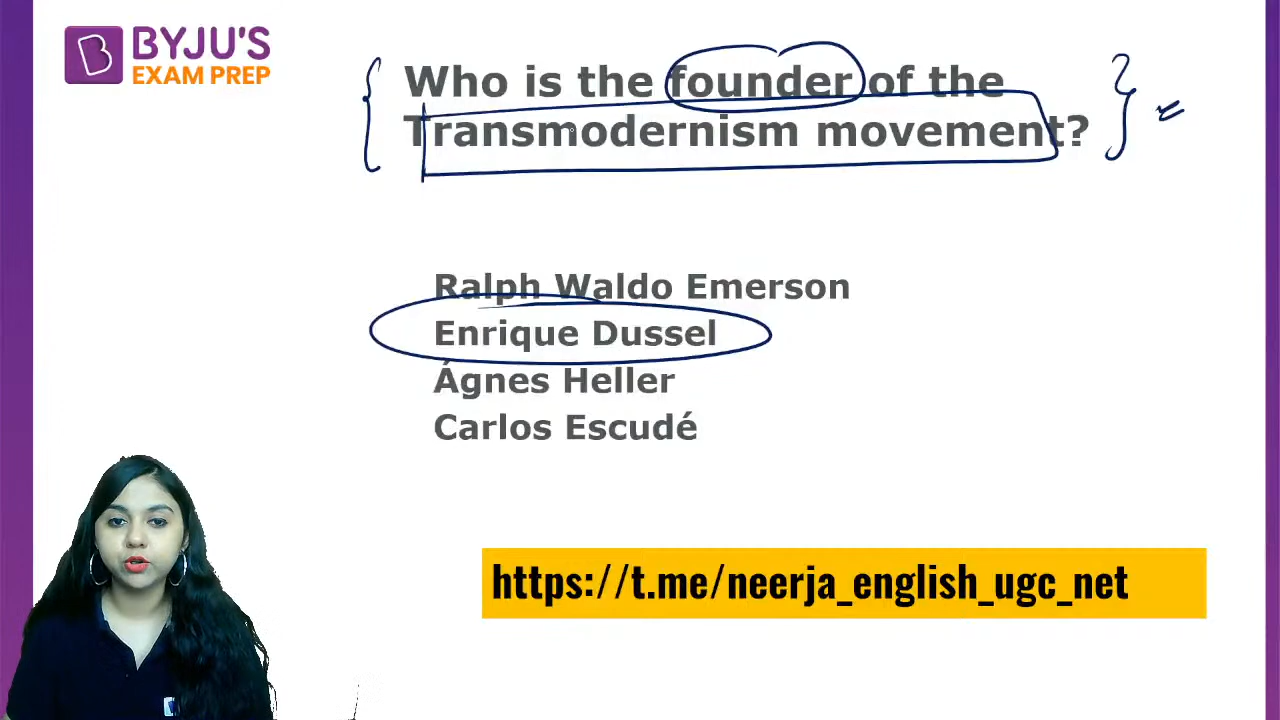 BYJU'S
EXAM PREP
Who is the founder of the
Transmodernism movement?
Ralph Waldo Emerson
Enrique Dussel
Ágnes Heller
Carlos Escudé
https://t.me/neerja_english_ugc_net